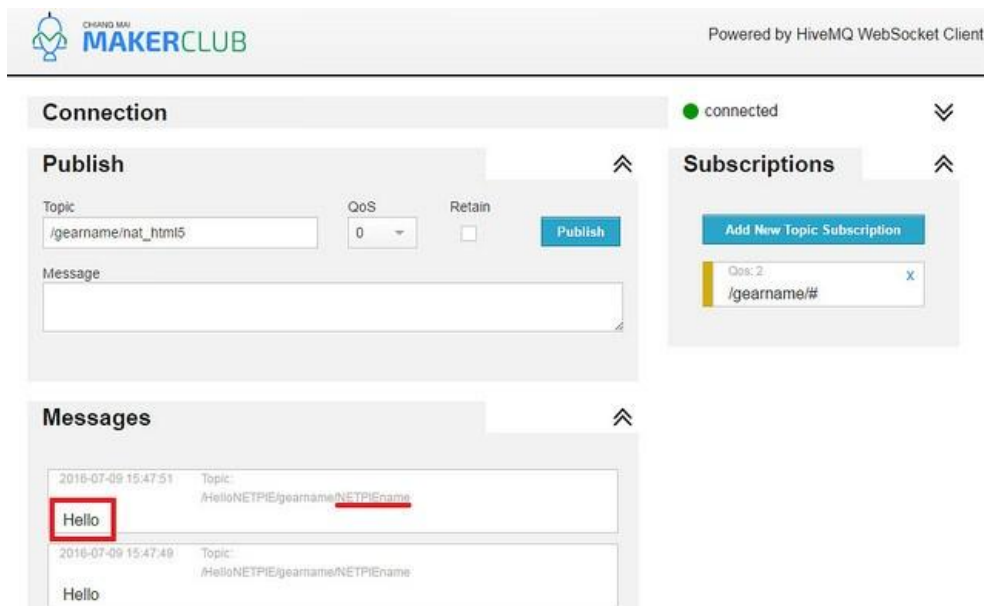 CHIANG MAI
MAKERCLUB
Powered by HiveMQ WebSocket Client
Connection
connected
Publish
Subscriptions
Topic
QoS
Retain
/gearname/nat_html5
0
Publish
Add New Topic Subscription
Message
Qos: 2
x
/gearname/#
Messages
2016-07-09 15:47:51
Topic:
/HelloNETPIE/gearname/NETPIEname
Hello
2016-07-09 15:47:49
Topic:
/HelloNETPIE/gearname/NETPIEname
Hello